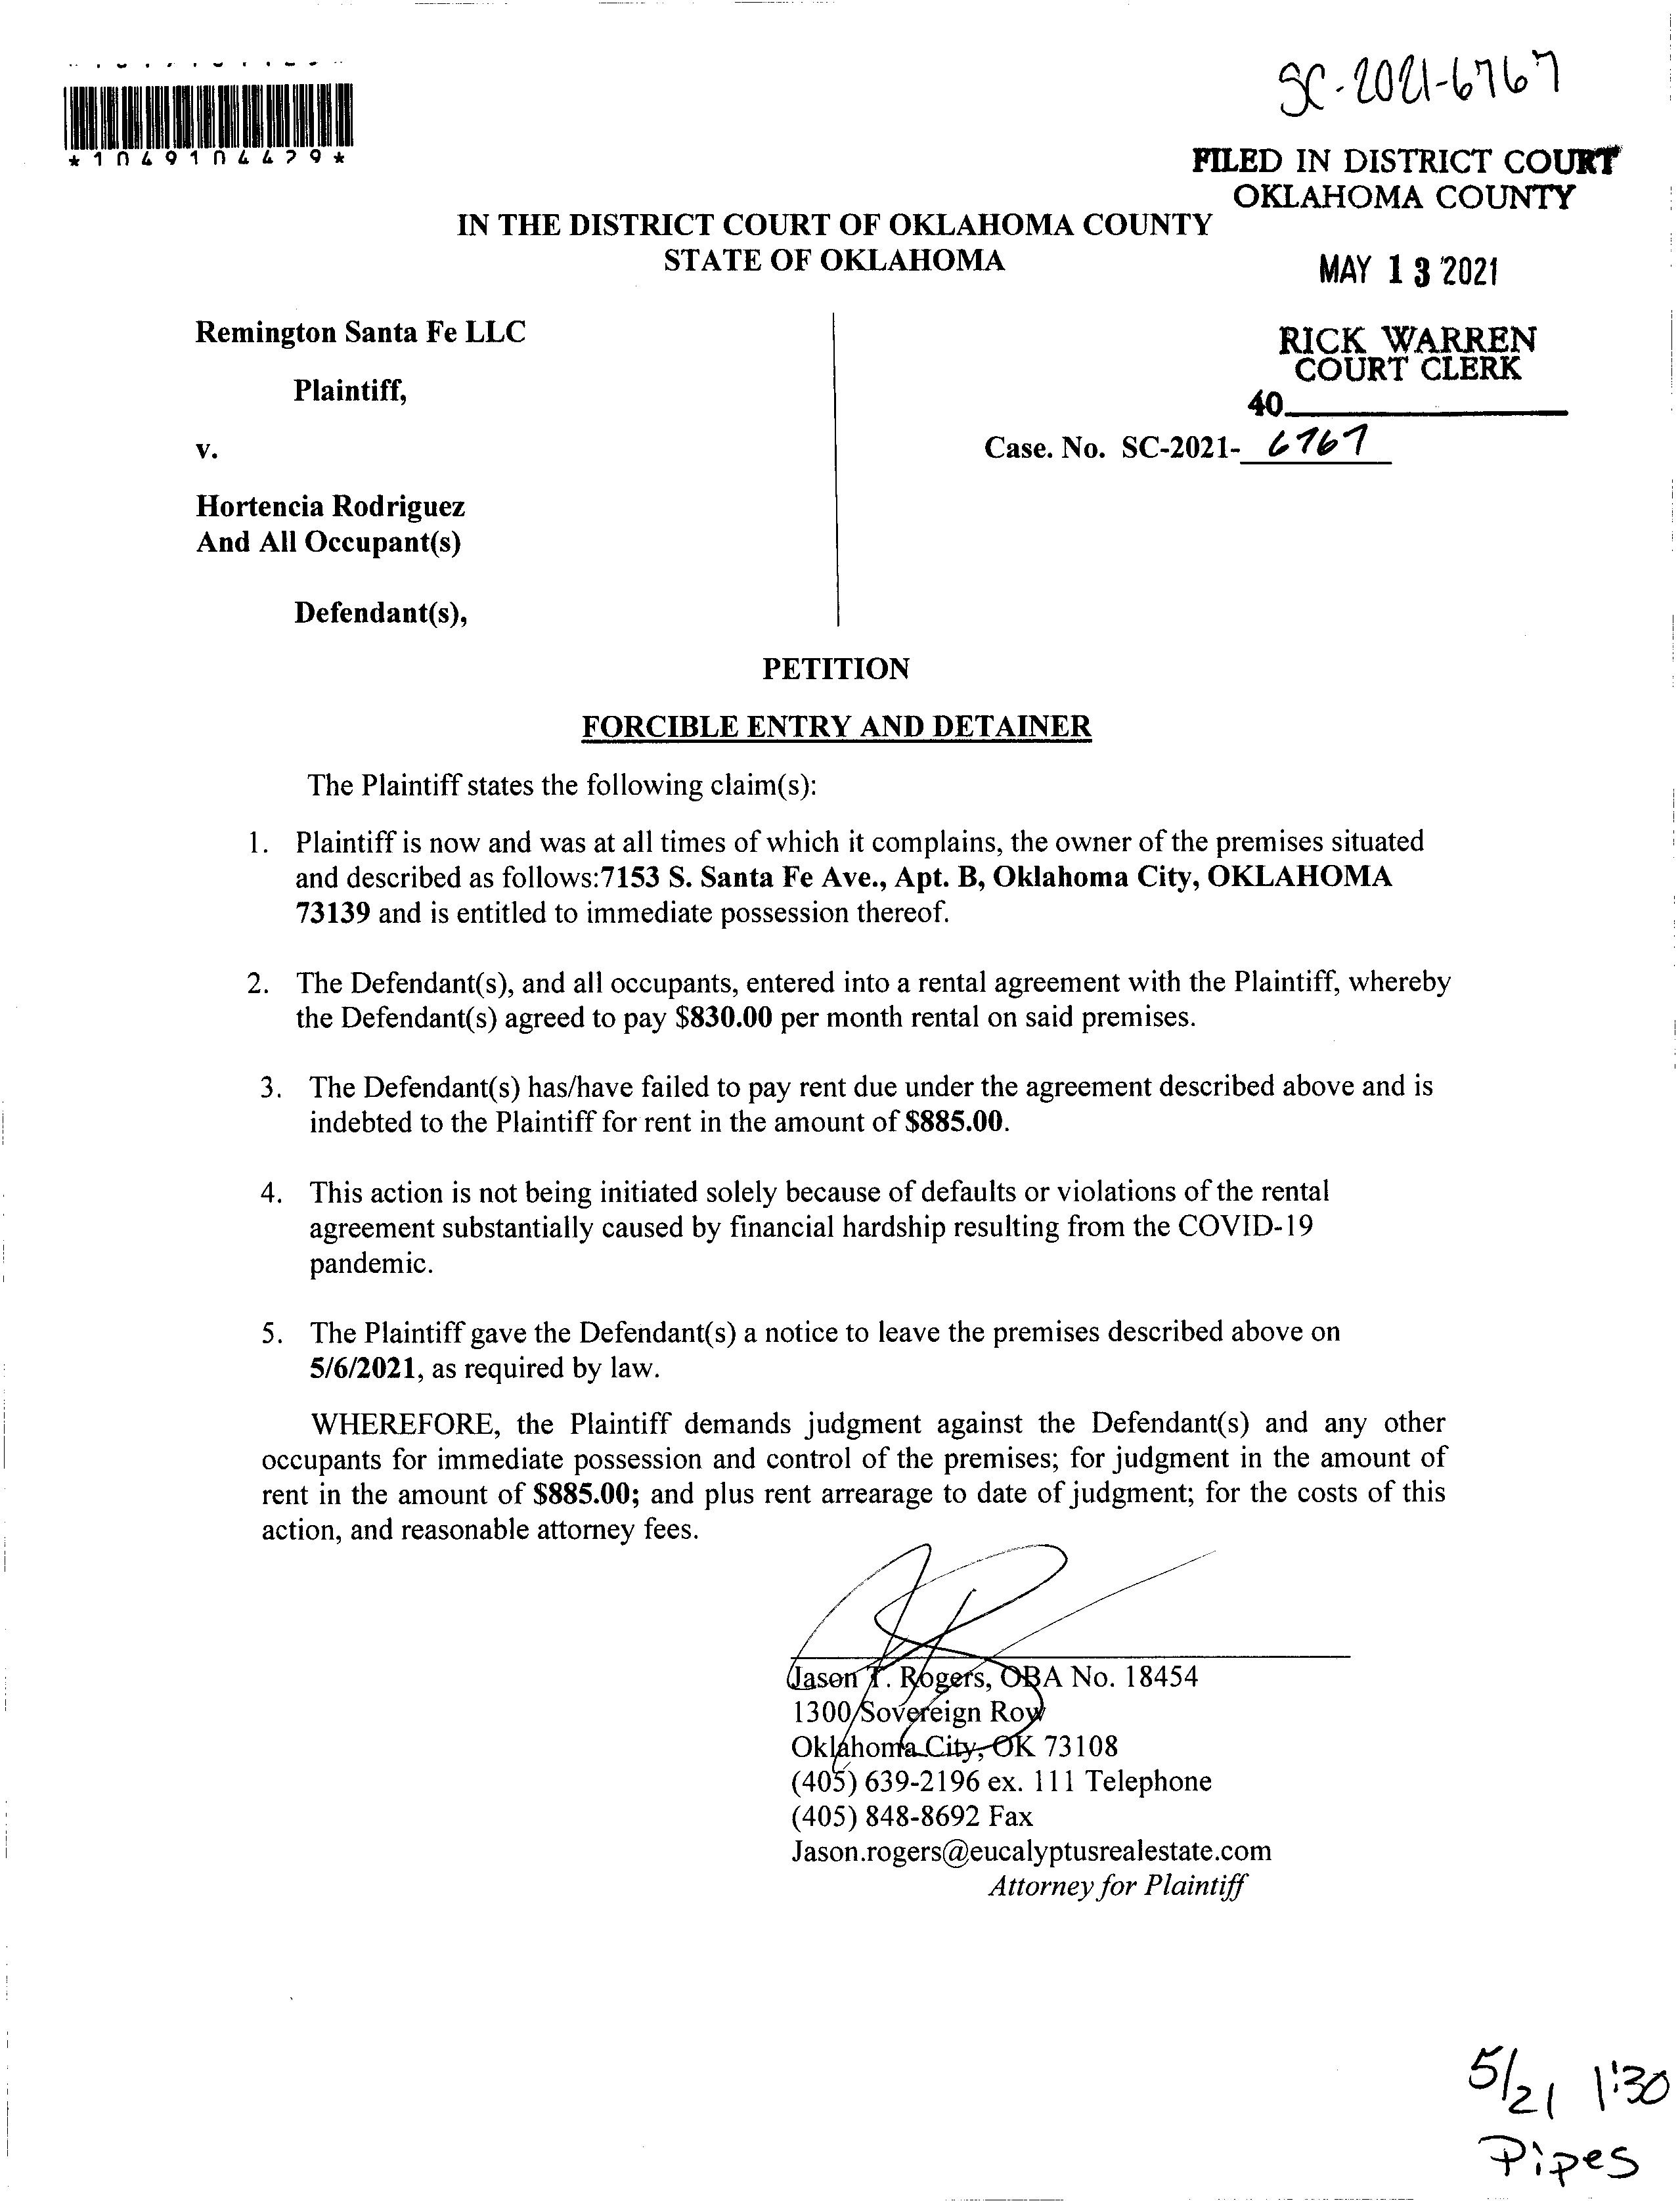 SC-2021-6767
*1049104479*
FILED IN DISTRICT COURT
OKLAHOMA COUNTY
IN THE DISTRICT COURT OF OKLAHOMA COUNTY
STATE OF OKLAHOMA
MAY 13 2021
Remington Santa Fe LLC
RICK WARREN
COURT CLERK
Plaintiff,
40
v.
Case. No. SC-2021- 6767
Hortencia Rodriguez
And All Occupant(s)
Defendant(s),
PETITION
FORCIBLE ENTRY AND DETAINER
The Plaintiff states the following claim(s):
1. Plaintiff is now and was at all times of which it complains, the owner of the premises situated
and described as follows:7153 S. Santa Fe Ave., Apt. B, Oklahoma City, OKLAHOMA
73139 and is entitled to immediate possession thereof.
2. The Defendant(s), and all occupants, entered into a rental agreement with the Plaintiff, whereby
the Defendant(s) agreed to pay $830.00 per month rental on said premises.
3. The Defendant(s) has/have failed to pay rent due under the agreement described above and is
indebted to the Plaintiff for rent in the amount of $885.00.
4. This action is not being initiated solely because of defaults or violations of the rental
agreement substantially caused by financial hardship resulting from the COVID-19
pandemic.
5. The Plaintiff gave the Defendant(s) a notice to leave the premises described above on
5/6/2021, as required by law.
WHEREFORE, the Plaintiff demands judgment against the Defendant(s) and any other
occupants for immediate possession and control of the premises; for judgment in the amount of
rent in the amount of $885.00; and plus rent arrearage to date of judgment; for the costs of this
action, and reasonable attorney fees.
Jason T. Rogers, OBA No. 18454
1300 Sovereign Row
Oklahoma City, OK 73108
(405) 639-2196 ex. 111 Telephone
(405) 848-8692 Fax
Jason.rogers@eucalyptusrealestate.com
Attorney for Plaintiff
5/21 1:30
Pipes